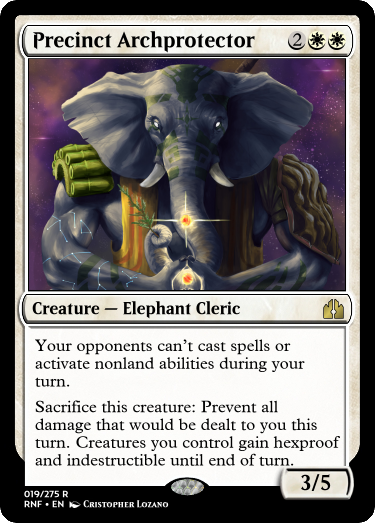 Precinct Archprotector 2
Creature — Elephant Cleric
Your opponents can't cast spells or
activate nonland abilities during your
turn.
Sacrifice this creature: Prevent all
damage that would be dealt to you this
turn. Creatures you control gain hexproof
and indestructible until end of turn.
3/5
019/275 R
RNF • EN Cristopher Lozano